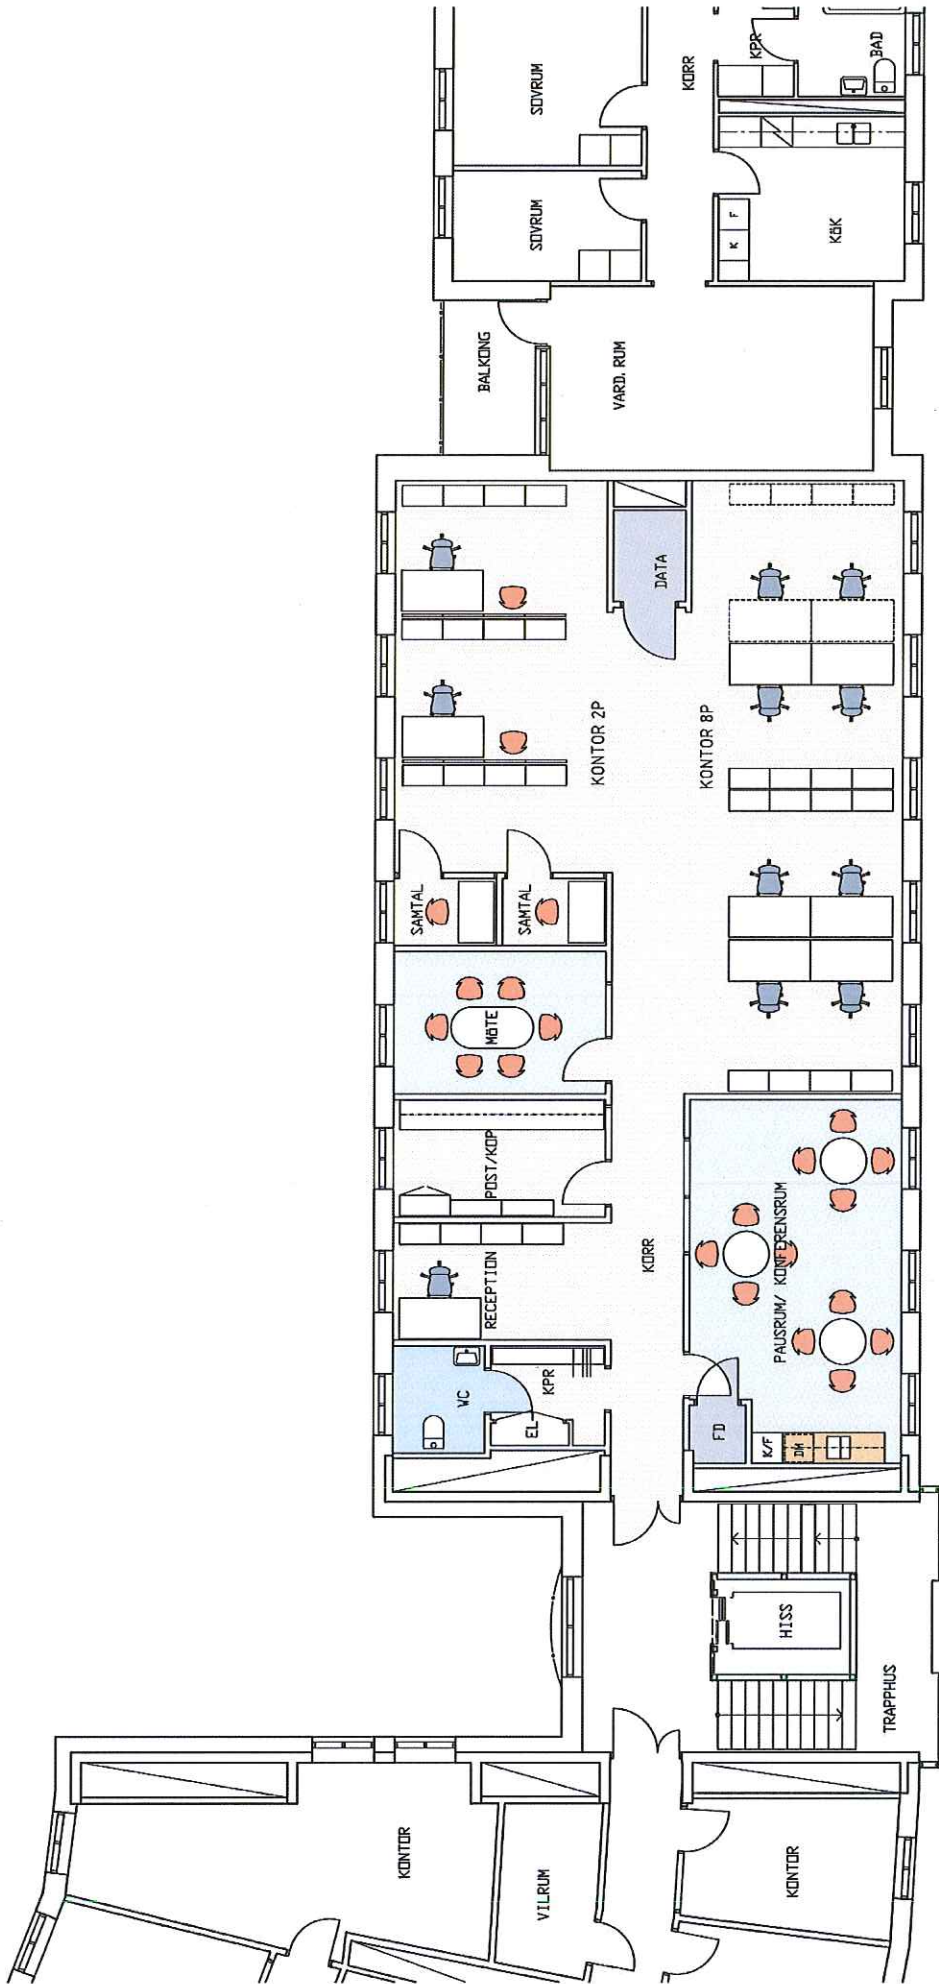 SOVRUM
KORR
KPR
BAD
SOVRUM
K
F
KÖK
BALKONG
VARD. RUM
DATA
KONTOR 2P
KONTOR 8P
SAMTAL
SAMTAL
MÖTE
POST/KOP
RECEPTION
KORR
PAUSRUM/ KONFERENSRUM
WC
KPR
EL
FD
K/F
DM
HISS
TRAPPHUS
KONTOR
VILRUM
KONTOR